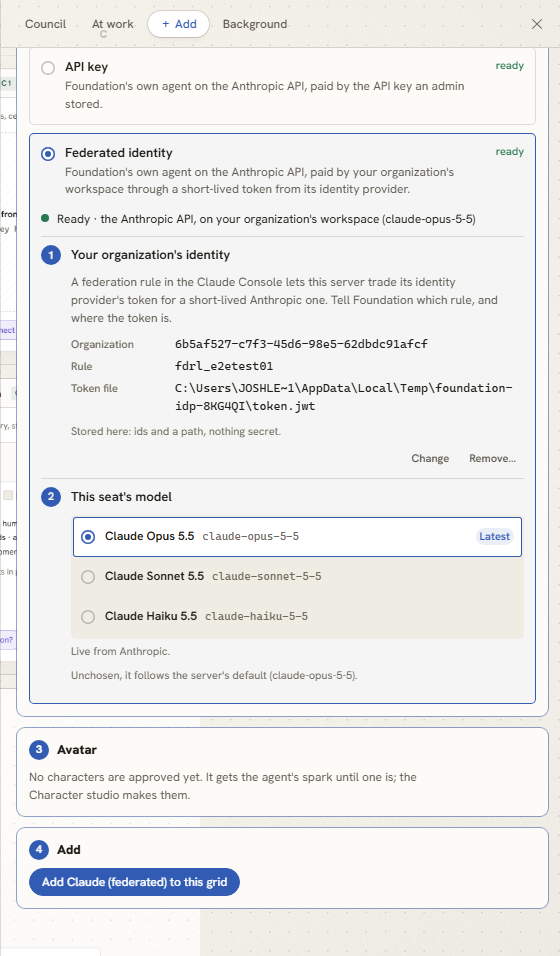 Council
At work
+ Add
Background
C
C1
API key
ready
Foundation's own agent on the Anthropic API, paid by the API key an admin
stored.
Federated identity
ready
Foundation's own agent on the Anthropic API, paid by your organization's
workspace through a short-lived token from its identity provider.
Ready · the Anthropic API, on your organization's workspace (claude-opus-5-5)
1
Your organization's identity
A federation rule in the Claude Console lets this server trade its identity
provider's token for a short-lived Anthropic one. Tell Foundation which rule, and
where the token is.
Organization
6b5af527-c7f3-45d6-98e5-62dbdc91afcf
Rule
fdrl_e2etest01
Token file
C:\Users\JOSHLE~1\AppData\Local\Temp\foundation-
idp-8KG4QI\token.jwt
Stored here: ids and a path, nothing secret.
Change
Remove...
2
This seat's model
Claude Opus 5.5 claude-opus-5-5
Latest
Claude Sonnet 5.5 claude-sonnet-5-5
Claude Haiku 5.5 claude-haiku-5-5
Live from Anthropic.
Unchosen, it follows the server's default (claude-opus-5-5).
3
Avatar
No characters are approved yet. It gets the agent's spark until one is; the
Character studio makes them.
4
Add
Add Claude (federated) to this grid